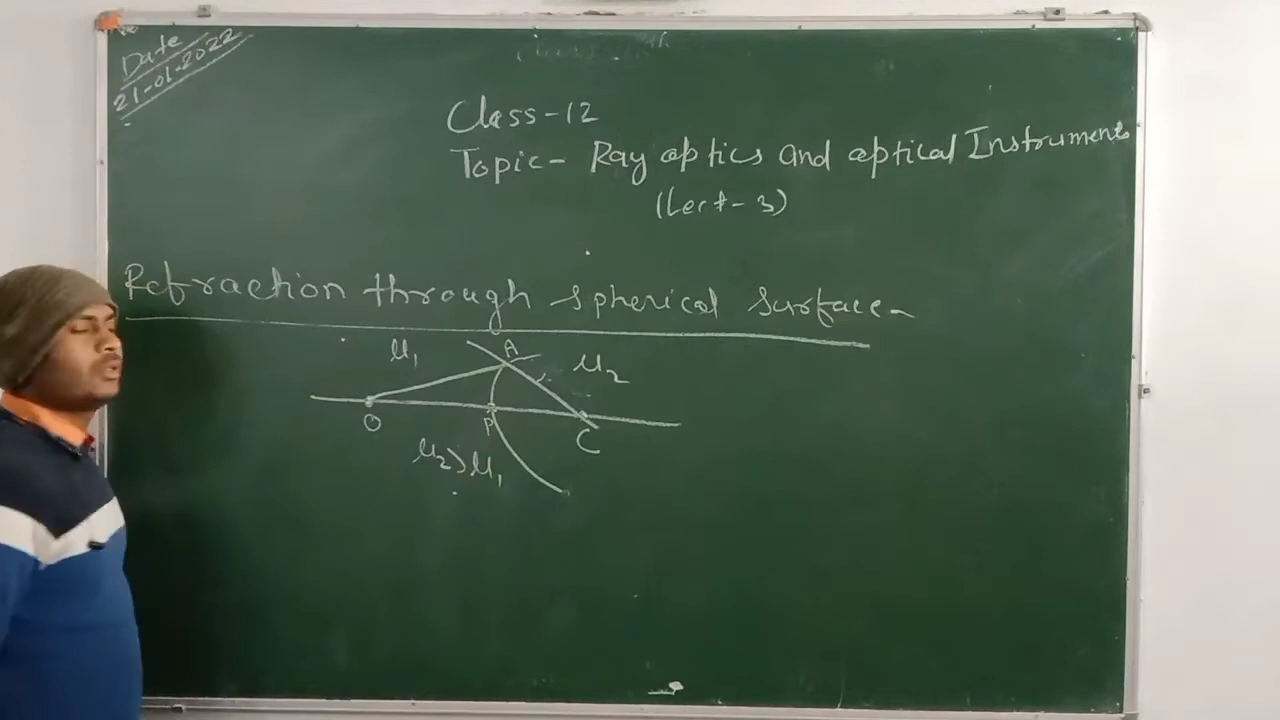 Date
21-01-2022
Class-12
Topic- Ray optics and optical Instruments
(Lect-3)
Refraction through spherical surface-
μ₁
A
μ₂
O
P
C
μ₂>μ₁